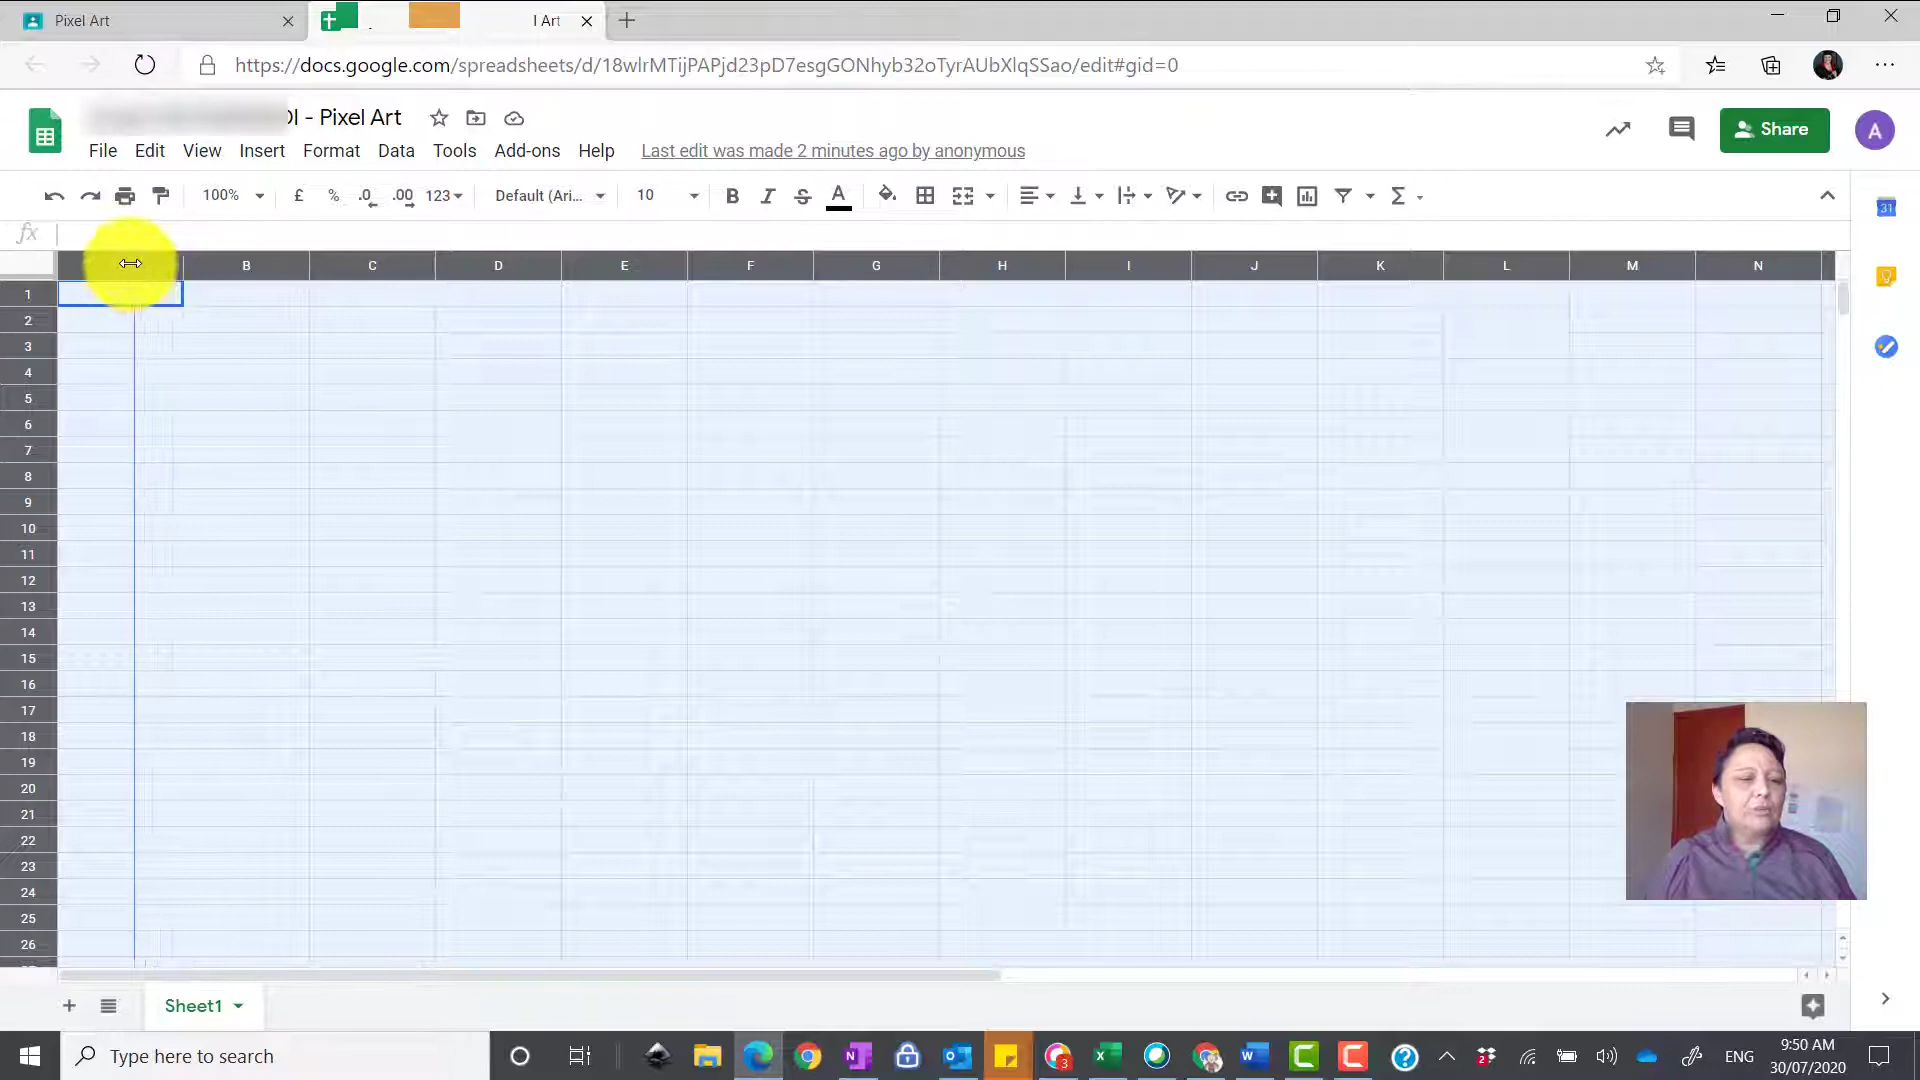 Pixel Art
l Art
https://docs.google.com/spreadsheets/d/18wlrMTijPAPjd23pD7esgGONhyb32oTyrAUbXlqSSao/edit#gid=0
- Pixel Art
File Edit View Insert Format Data Tools Add-ons Help Last edit was made 2 minutes ago by anonymous
Share
A
100% £ % .0 .00 123 Default (Ari... 10 B I S A Σ
31
fx
B C D E F G H I J K L M N
1
2
3
4
5
6
7
8
9
10
11
12
13
14
15
16
17
18
19
20
21
22
23
24
25
26
Sheet1
Type here to search
ENG
9:50 AM
30/07/2020